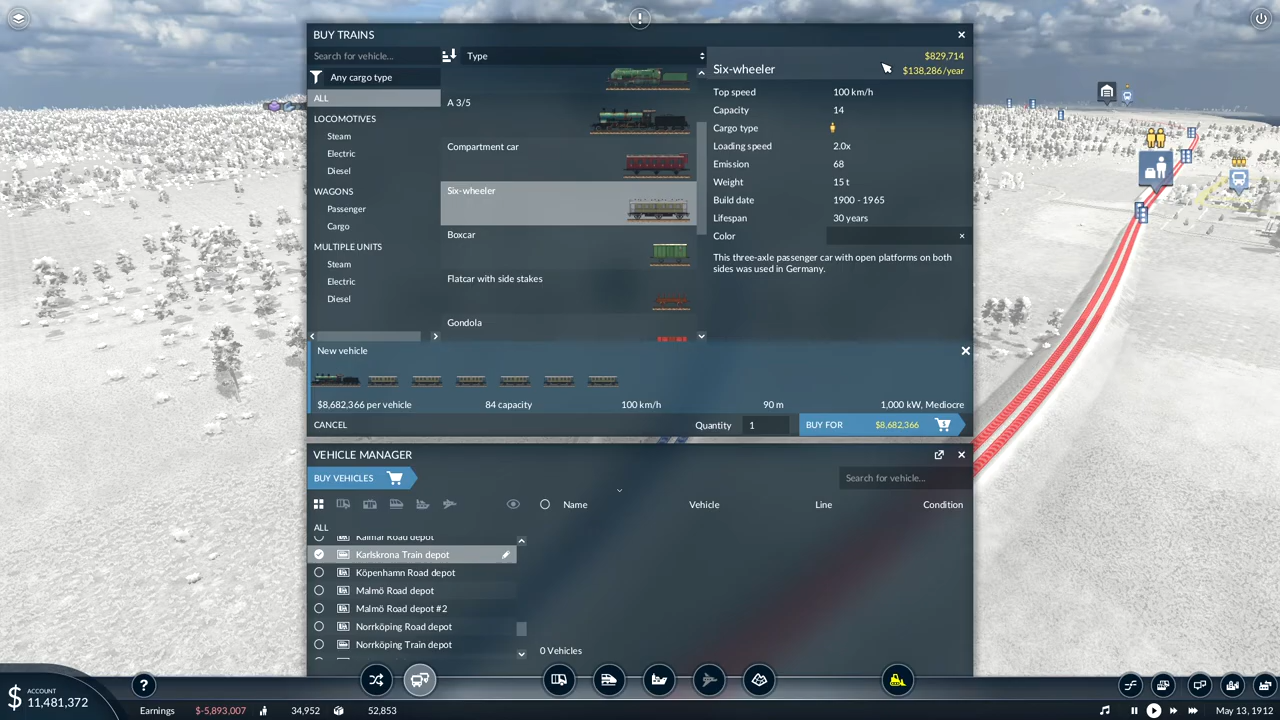 BUY TRAINS
Search for vehicle...
Type
Any cargo type
ALL
LOCOMOTIVES
Steam
Electric
Diesel
WAGONS
Passenger
Cargo
MULTIPLE UNITS
Steam
Electric
Diesel
A 3/5
Compartment car
Six-wheeler
Boxcar
Flatcar with side stakes
Gondola
$829,714
Six-wheeler
$138,286/year
Top speed 100 km/h
Capacity 14
Cargo type
Loading speed 2.0x
Emission 68
Weight 15 t
Build date 1900 - 1965
Lifespan 30 years
Color
This three-axle passenger car with open platforms on both
sides was used in Germany.
New vehicle
$8,682,366 per vehicle 84 capacity 100 km/h 90 m 1,000 kW, Mediocre
CANCEL Quantity 1 BUY FOR $8,682,366
VEHICLE MANAGER
BUY VEHICLES Search for vehicle...
Name Vehicle Line Condition
ALL
Kalmar Road depot
Karlskrona Train depot
Köpenhamn Road depot
Malmö Road depot
Malmö Road depot #2
Norrköping Road depot
Norrköping Train depot
0 Vehicles
$ ACCOUNT
11,481,372
?
Earnings $-5,893,007 34,952 52,853 May 13, 1912